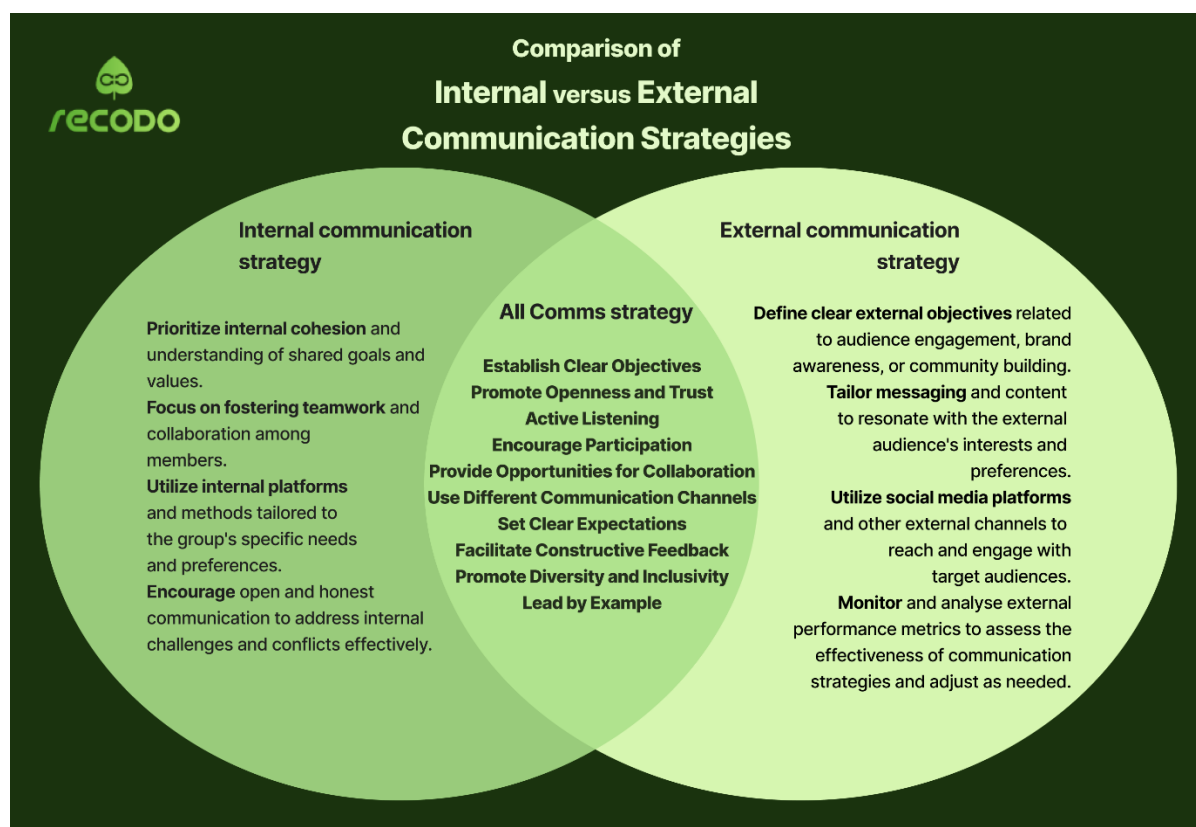 recodo
Comparison of
Internal versus External
Communication Strategies
Internal communication
strategy
Prioritize internal cohesion and
understanding of shared goals and
values.
Focus on fostering teamwork and
collaboration among
members.
Utilize internal platforms
and methods tailored to
the group's specific needs
and preferences.
Encourage open and honest
communication to address internal
challenges and conflicts effectively.
All Comms strategy
Establish Clear Objectives
Promote Openness and Trust
Active Listening
Encourage Participation
Provide Opportunities for Collaboration
Use Different Communication Channels
Set Clear Expectations
Facilitate Constructive Feedback
Promote Diversity and Inclusivity
Lead by Example
External communication
strategy
Define clear external objectives related
to audience engagement, brand
awareness, or community building.
Tailor messaging and content
to resonate with the external
audience's interests and
preferences.
Utilize social media platforms
and other external channels to
reach and engage with
target audiences.
Monitor and analyse external
performance metrics to assess the
effectiveness of communication
strategies and adjust as needed.